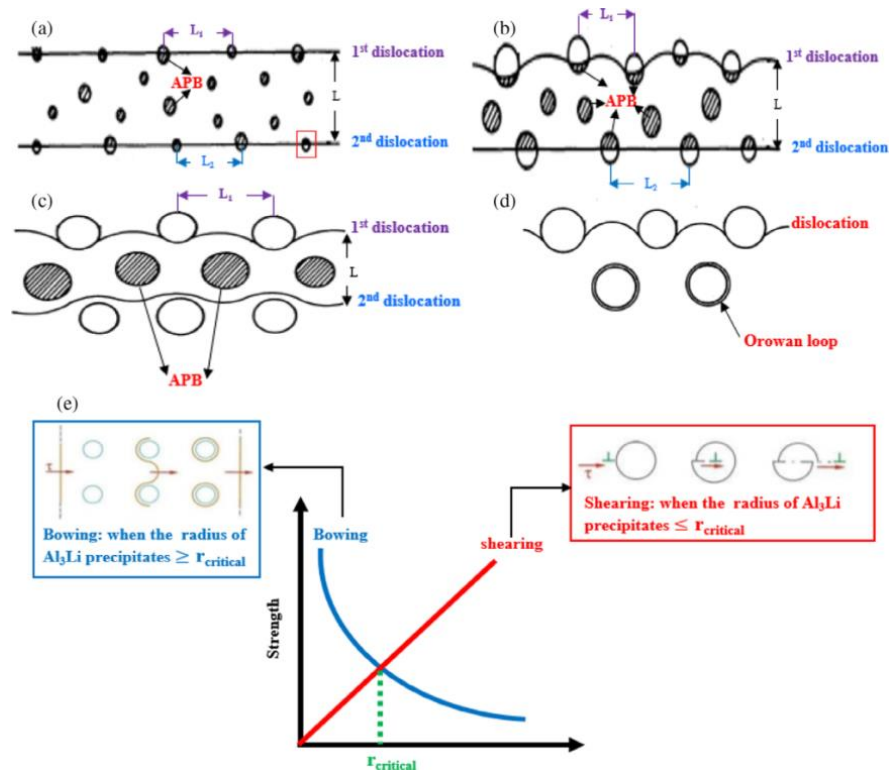 (a)
L₁
1st dislocation
APB
L
L₂
2nd dislocation
(b)
L₁
1st dislocation
APB
L
L₂
2nd dislocation
(c)
L₁
1st dislocation
L
2nd dislocation
APB
(d)
dislocation
Orowan loop
(e)
τ
Bowing: when the radius of
Al₃Li precipitates ≥ rcritical
τ
Shearing: when the radius of Al₃Li
precipitates ≤ rcritical
Bowing
shearing
Strength
rcritical